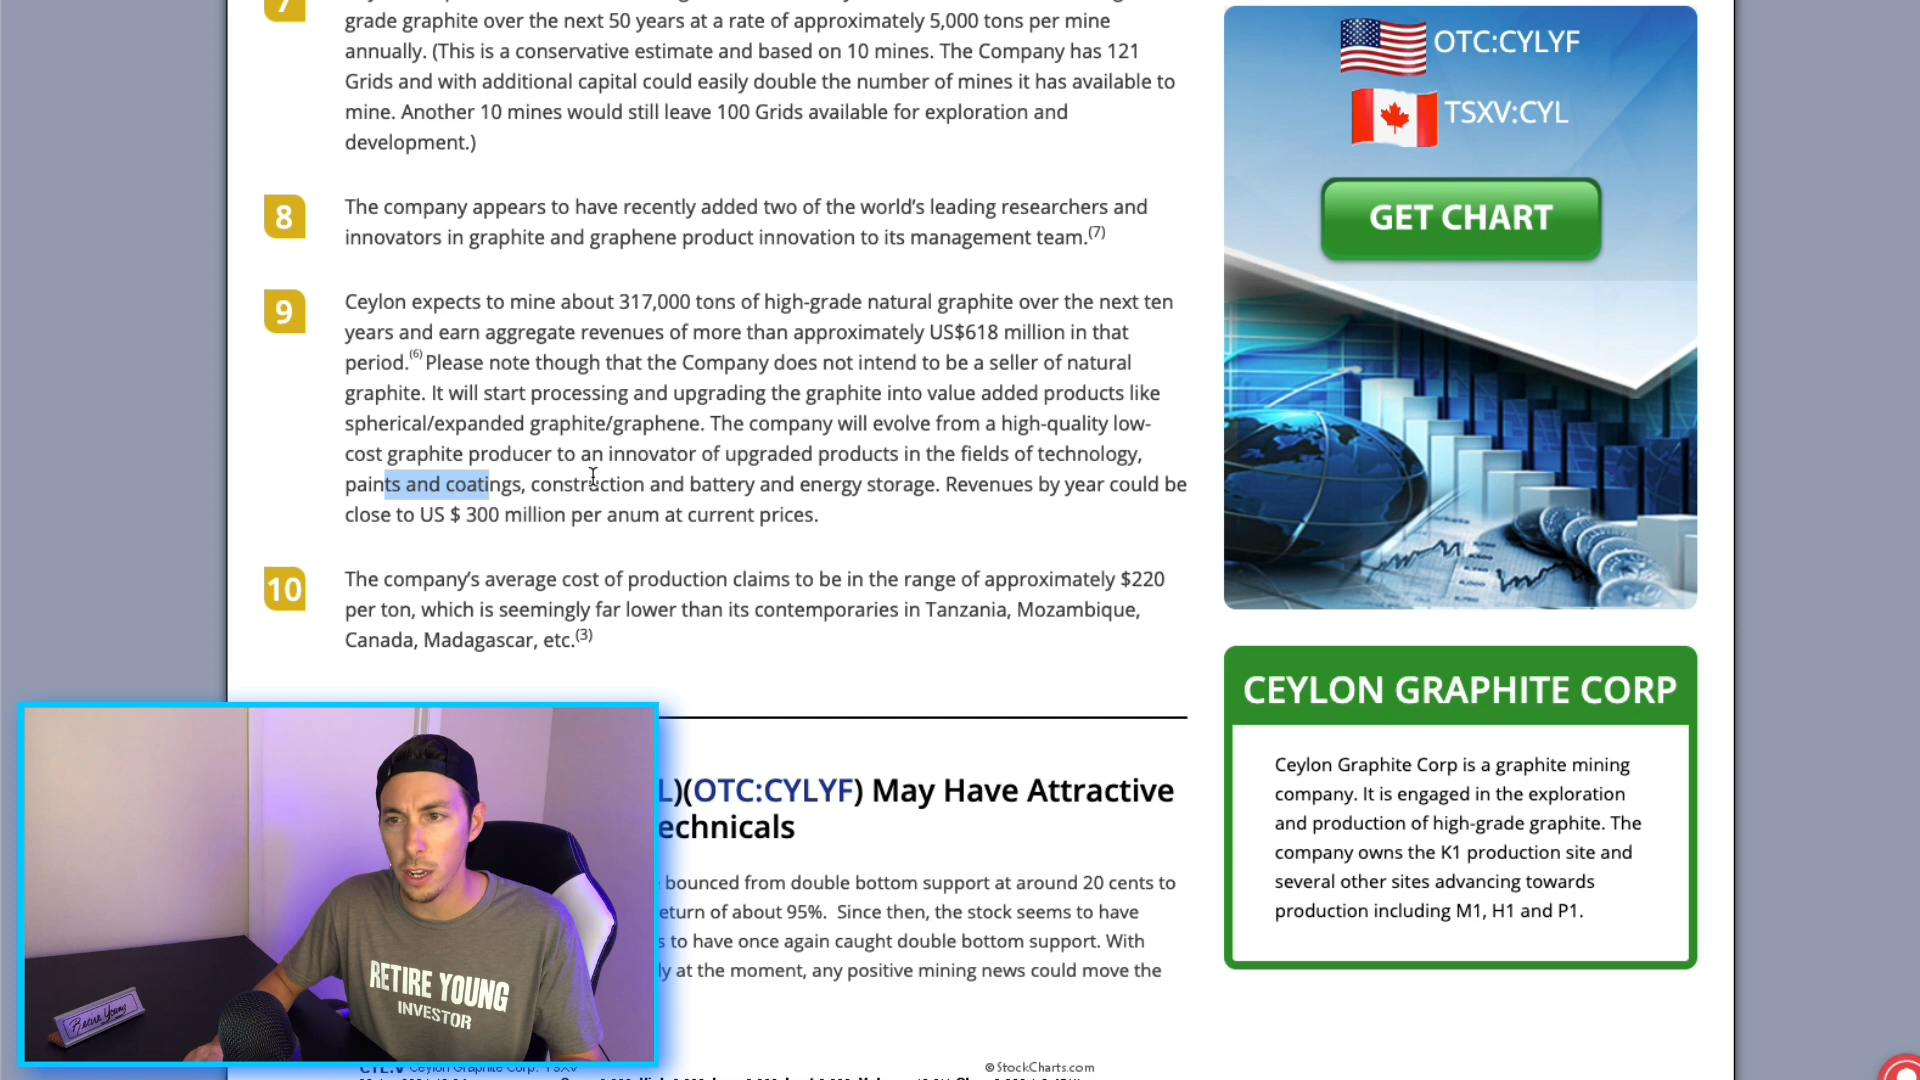 7
grade graphite over the next 50 years at a rate of approximately 5,000 tons per mine
annually. (This is a conservative estimate and based on 10 mines. The Company has 121
Grids and with additional capital could easily double the number of mines it has available to
mine. Another 10 mines would still leave 100 Grids available for exploration and
development.)
8
The company appears to have recently added two of the world's leading researchers and
innovators in graphite and graphene product innovation to its management team.(7)
9
Ceylon expects to mine about 317,000 tons of high-grade natural graphite over the next ten
years and earn aggregate revenues of more than approximately US$618 million in that
period.(6) Please note though that the Company does not intend to be a seller of natural
graphite. It will start processing and upgrading the graphite into value added products like
spherical/expanded graphite/graphene. The company will evolve from a high-quality low-
cost graphite producer to an innovator of upgraded products in the fields of technology,
paints and coatings, construction and battery and energy storage. Revenues by year could be
close to US $ 300 million per anum at current prices.
10
The company's average cost of production claims to be in the range of approximately $220
per ton, which is seemingly far lower than its contemporaries in Tanzania, Mozambique,
Canada, Madagascar, etc.(3)
L)(OTC:CYLYF) May Have Attractive
echnicals
bounced from double bottom support at around 20 cents to
eturn of about 95%. Since then, the stock seems to have
s to have once again caught double bottom support. With
ly at the moment, any positive mining news could move the
©StockCharts.com
OTC:CYLYF
TSXV:CYL
GET CHART
CEYLON GRAPHITE CORP
Ceylon Graphite Corp is a graphite mining
company. It is engaged in the exploration
and production of high-grade graphite. The
company owns the K1 production site and
several other sites advancing towards
production including M1, H1 and P1.
RETIRE YOUNG
INVESTOR
Retire Young